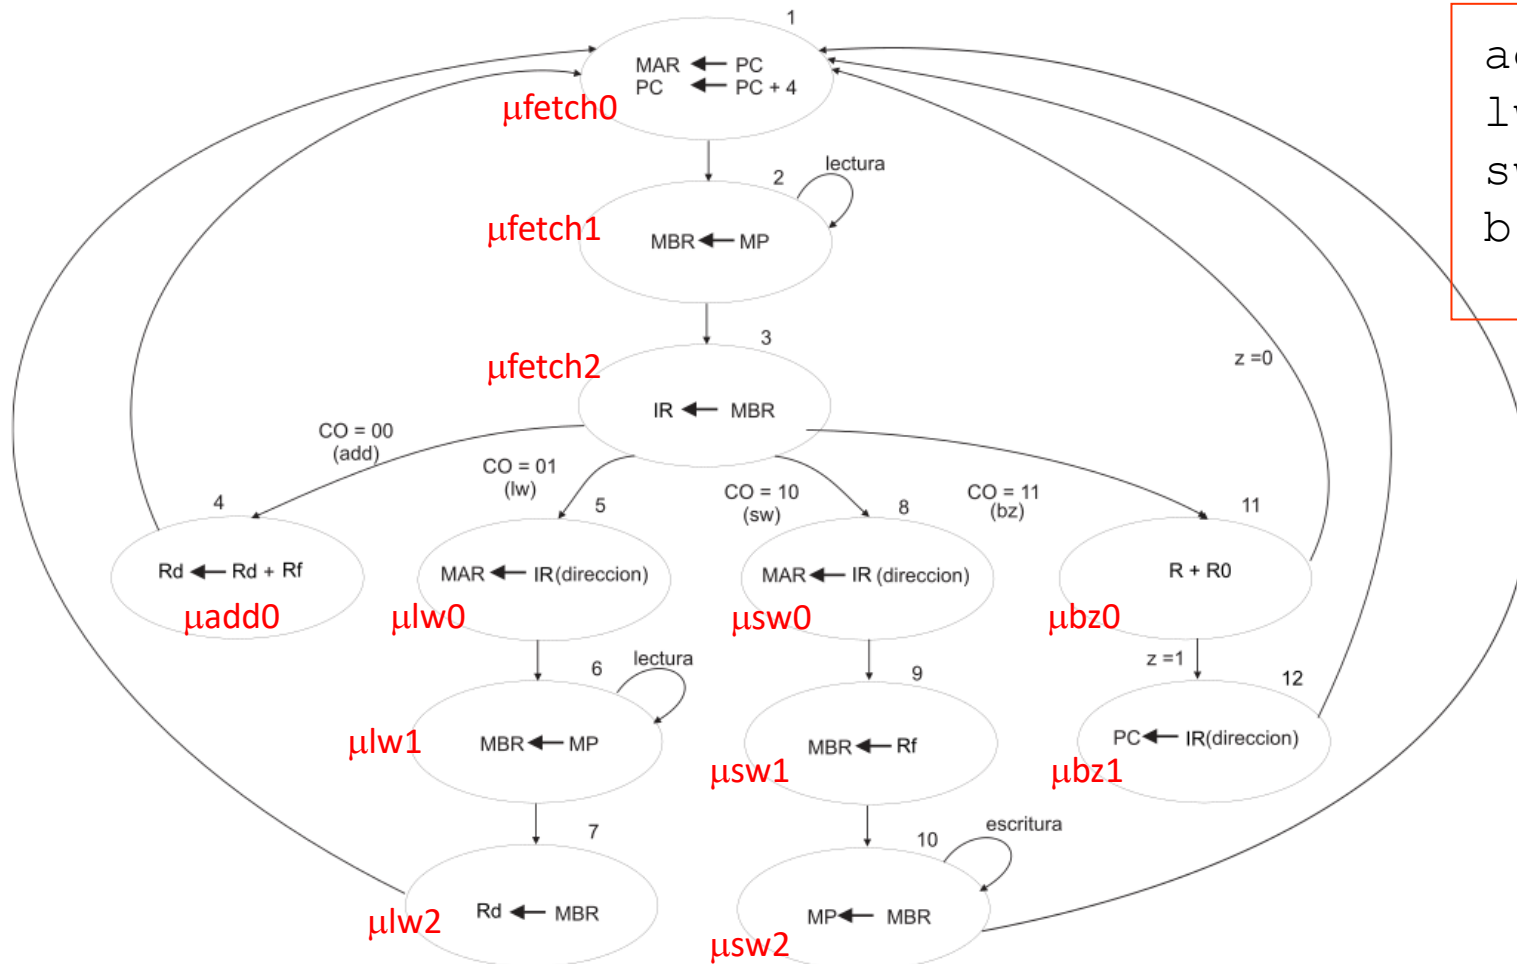 1
MAR ← PC
PC ← PC + 4
μfetch0
lectura
2
μfetch1
MBR ← MP
3
μfetch2
IR ← MBR
z =0
CO = 00
(add)
CO = 01
(lw)
CO = 10
(sw)
CO = 11
(bz)
4
Rd ← Rd + Rf
μadd0
5
MAR ← IR(direccion)
μlw0
8
MAR ← IR (direccion)
μsw0
11
R + R0
μbz0
z =1
6
lectura
MBR ← MP
μlw1
9
MBR ← Rf
μsw1
12
PC ← IR(direccion)
μbz1
7
Rd ← MBR
μlw2
10
escritura
MP ← MBR
μsw2